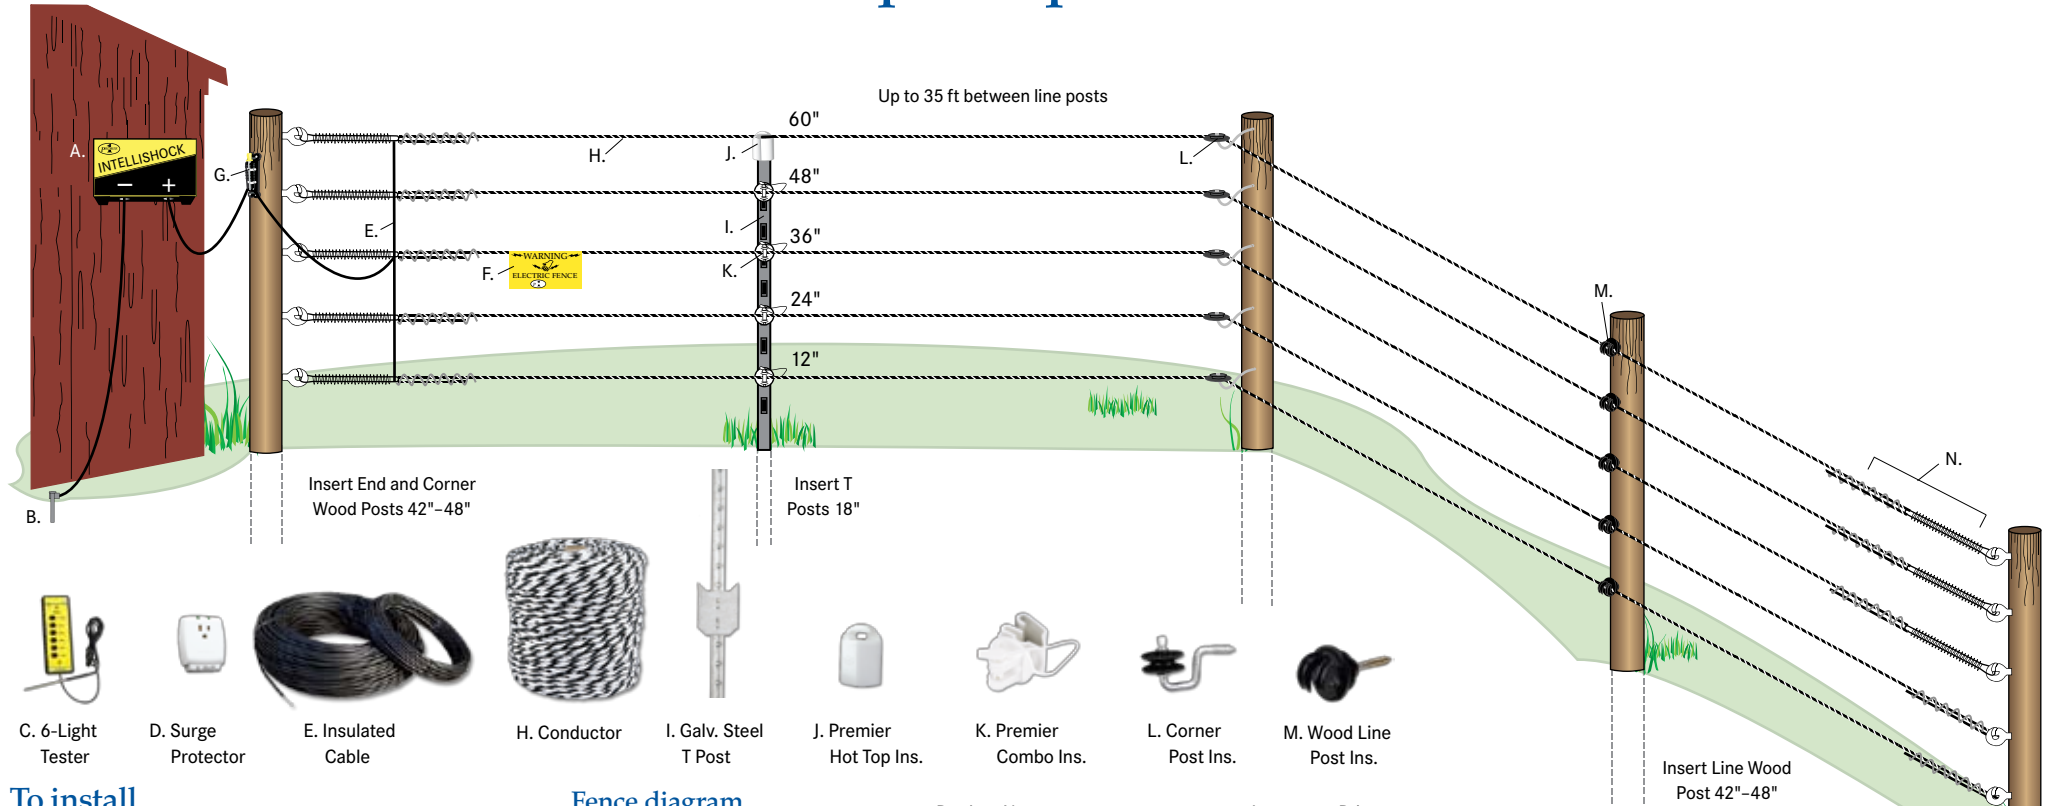 Up to 35 ft between line posts
60"
A.
INTELLISHOCK
− +
G.
H.
J.
L.
48"
E.
I.
36"
WARNING
ELECTRIC FENCE
F.
K.
24"
M.
12"
N.
Insert End and Corner
Wood Posts 42"–48"
Insert T
Posts 18"
B.
C. 6-Light
Tester
D. Surge
Protector
E. Insulated
Cable
H. Conductor
I. Galv. Steel
T Post
J. Premier
Hot Top Ins.
K. Premier
Combo Ins.
L. Corner
Post Ins.
M. Wood Line
Post Ins.
Insert Line Wood
Post 42"–48"
To install
Fence diagram